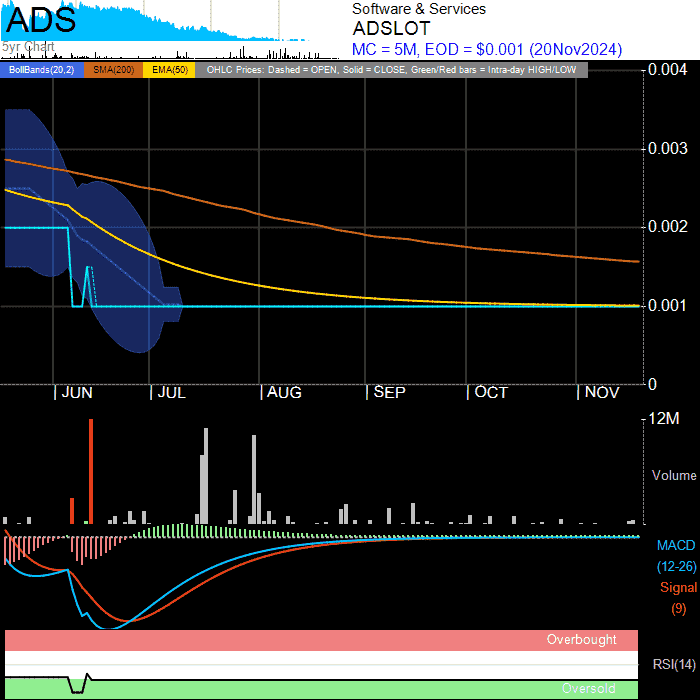 ADS
5yr Chart
Software & Services
ADSLOT
MC = 5M, EOD = $0.001 (20Nov2024)
BollBands(20,2) SMA(200) EMA(50) OHLC Prices: Dashed = OPEN, Solid = CLOSE, Green/Red bars = Intra-day HIGH/LOW
0.004
0.003
0.002
0.001
0
JUN JUL AUG SEP OCT NOV
12M
Volume
MACD
(12-26)
Signal
(9)
Overbought
RSI(14)
Oversold